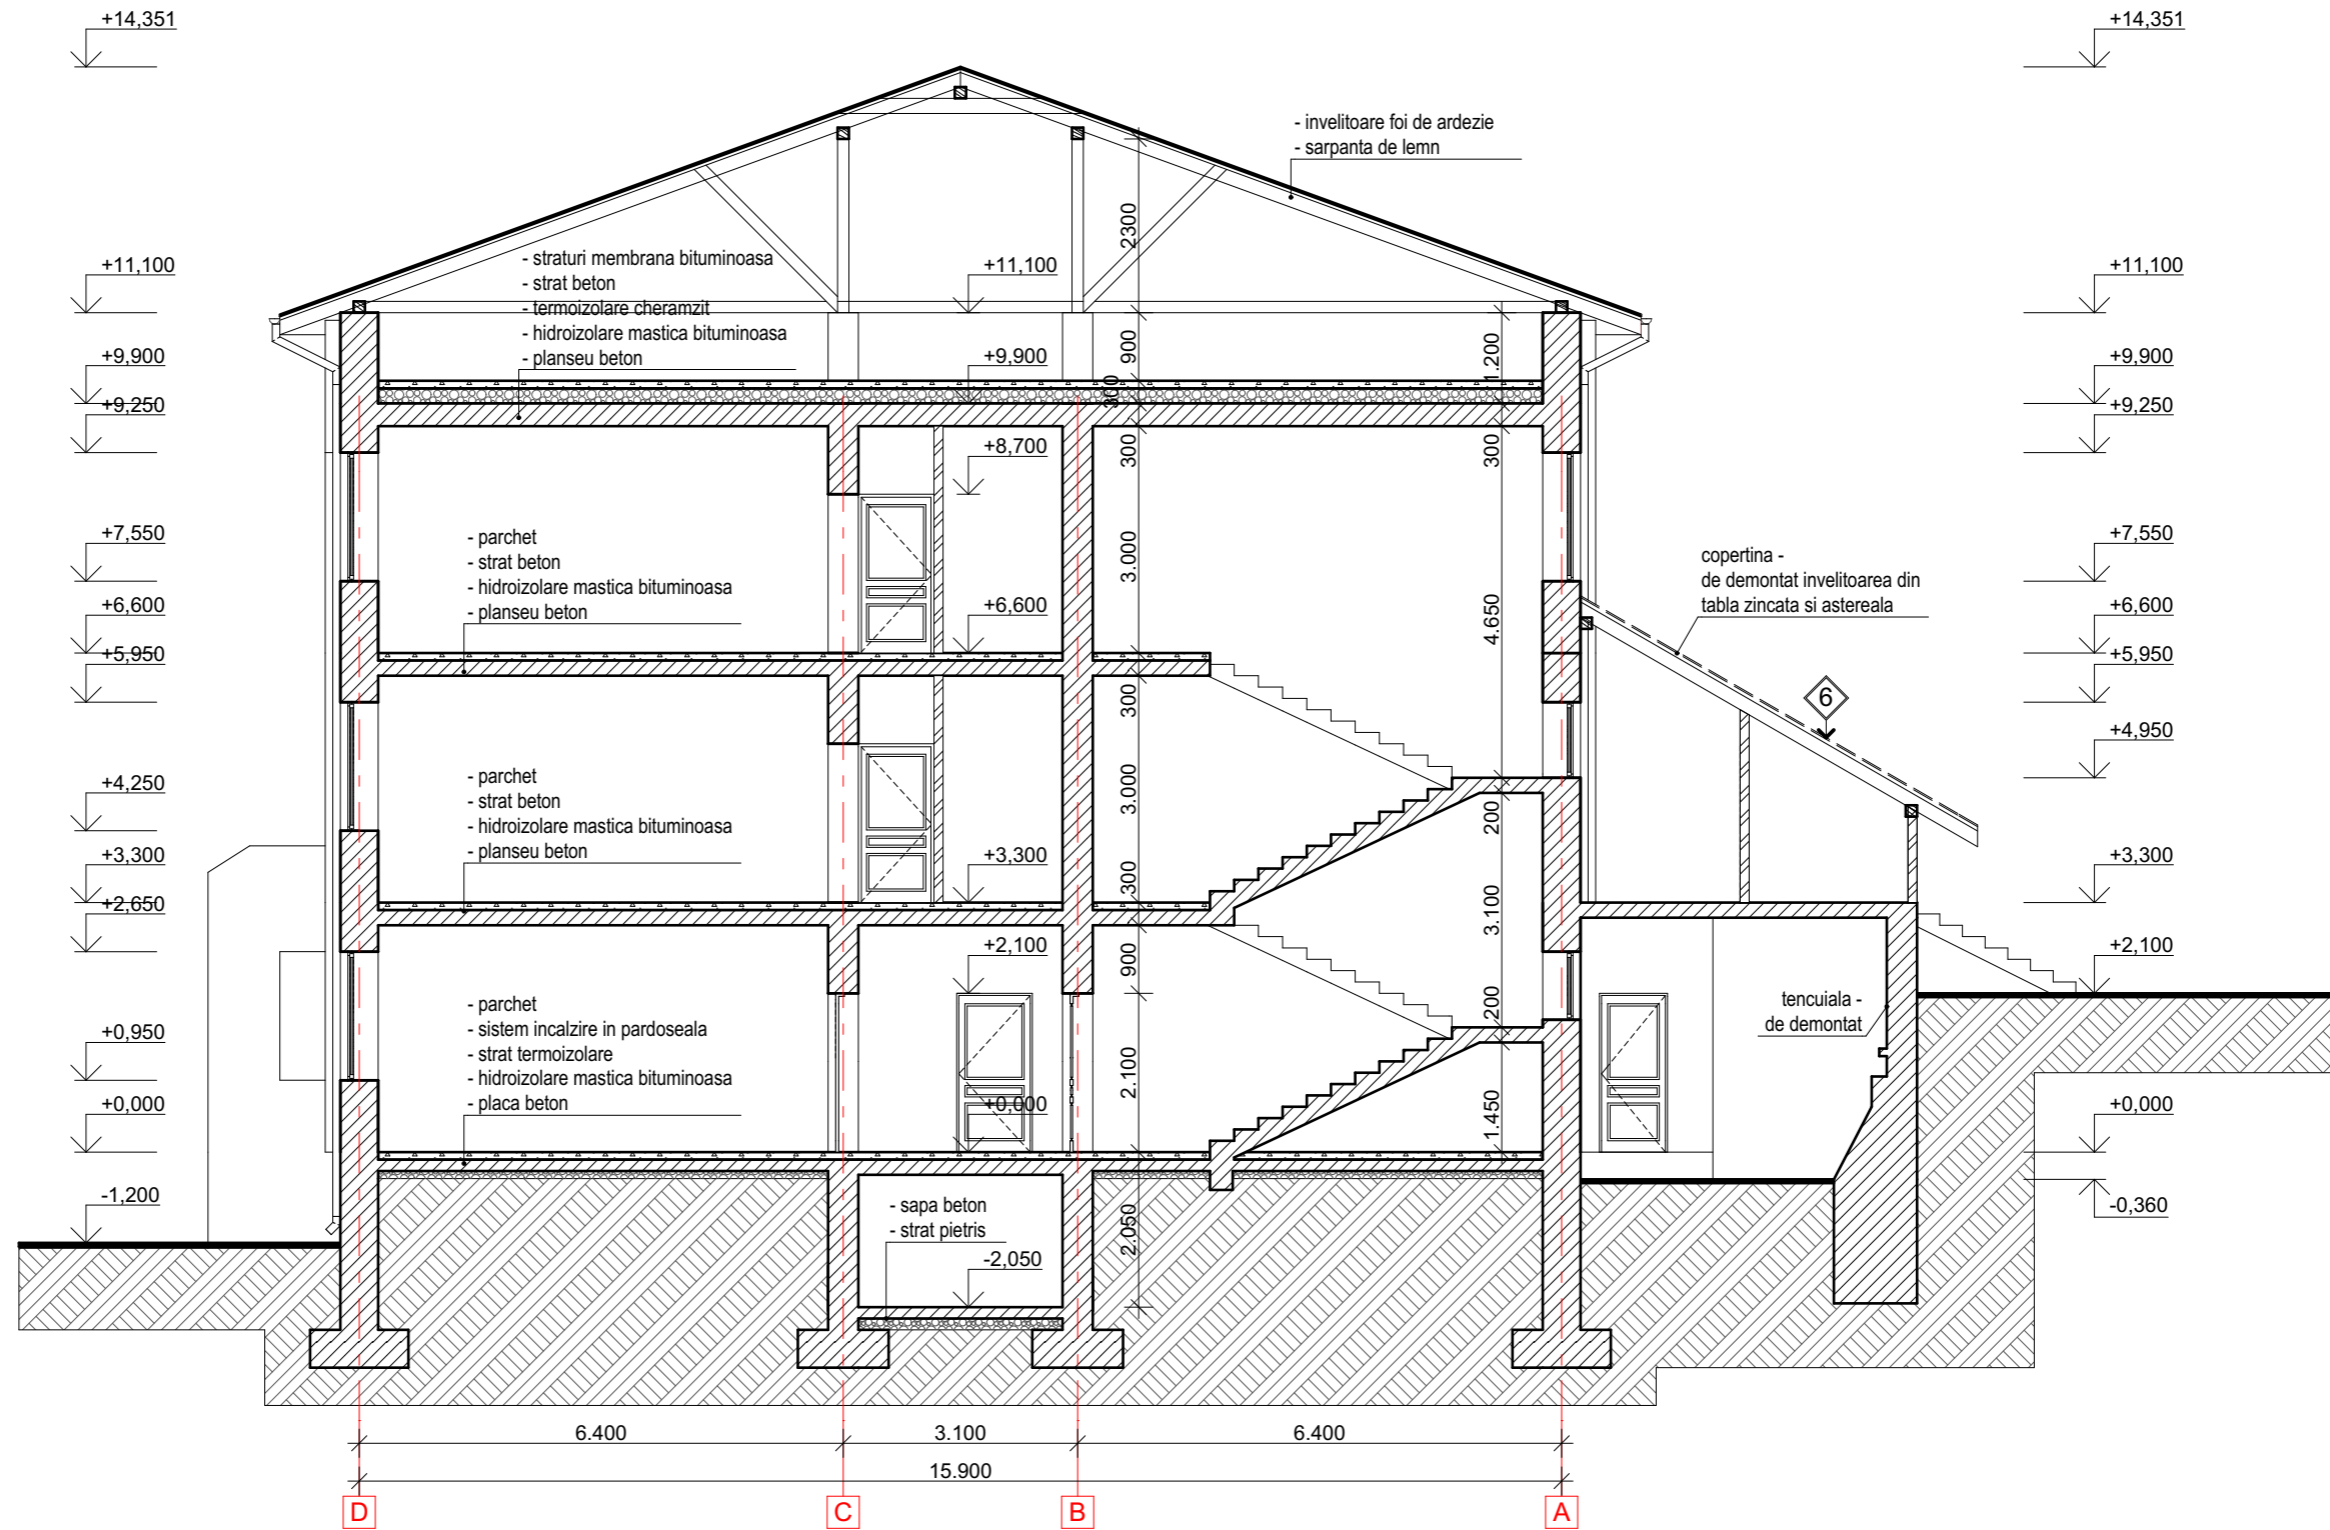 +14,351
+14,351
- invelitoare foi de ardezie
- sarpanta de lemn
2300
- straturi membrana bituminoasa
- strat beton
- termoizolare cheramzit
- hidroizolare mastica bituminoasa
- planseu beton
+11,100
+11,100
+11,100
+9,900
+9,900
900
1.200
+9,900
300
+9,250
+9,250
+8,700
300
300
- parchet
- strat beton
- hidroizolare mastica bituminoasa
- planseu beton
+7,550
3.000
+7,550
copertina -
de demontat invelitoarea din
tabla zincata si astereala
+6,600
+6,600
4.650
+6,600
+5,950
+5,950
300
6
+4,950
- parchet
- strat beton
- hidroizolare mastica bituminoasa
- planseu beton
+4,250
3.000
200
+3,300
+3,300
300
+3,300
+2,650
3.100
+2,100
900
+2,100
- parchet
- sistem incalzire in pardoseala
- strat termoizolare
- hidroizolare mastica bituminoasa
- placa beton
200
tencuiala -
de demontat
+0,950
2.100
+0,000
+0,000
1.450
+0,000
-1,200
- sapa beton
- strat pietris
2.050
-0,360
-2,050
6.400
3.100
6.400
15.900
D
C
B
A